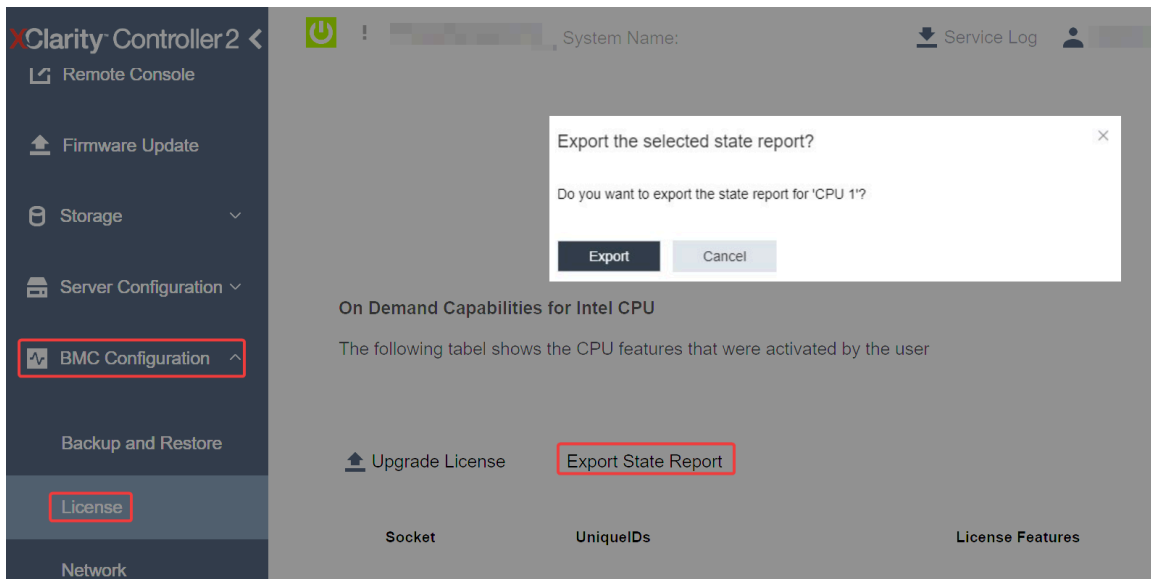 XClarity Controller 2
System Name:
Service Log
Remote Console
Firmware Update
Export the selected state report?
Do you want to export the state report for 'CPU 1'?
Storage
Export
Cancel
Server Configuration
On Demand Capabilities for Intel CPU
The following tabel shows the CPU features that were activated by the user
BMC Configuration
Backup and Restore
Upgrade License
Export State Report
License
Socket
UniqueIDs
License Features
Network